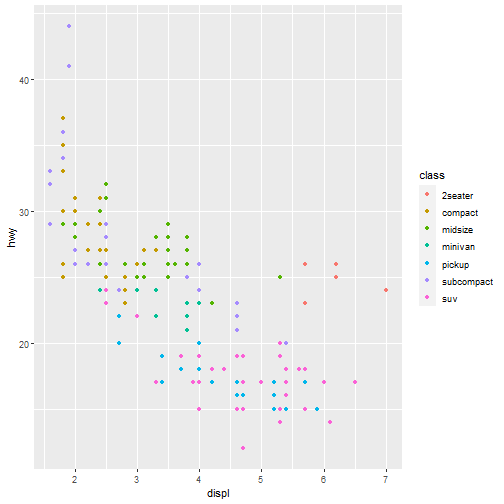 hwy
40
30
20
2 3 4 5 6 7
displ
class
2seater
compact
midsize
minivan
pickup
subcompact
suv